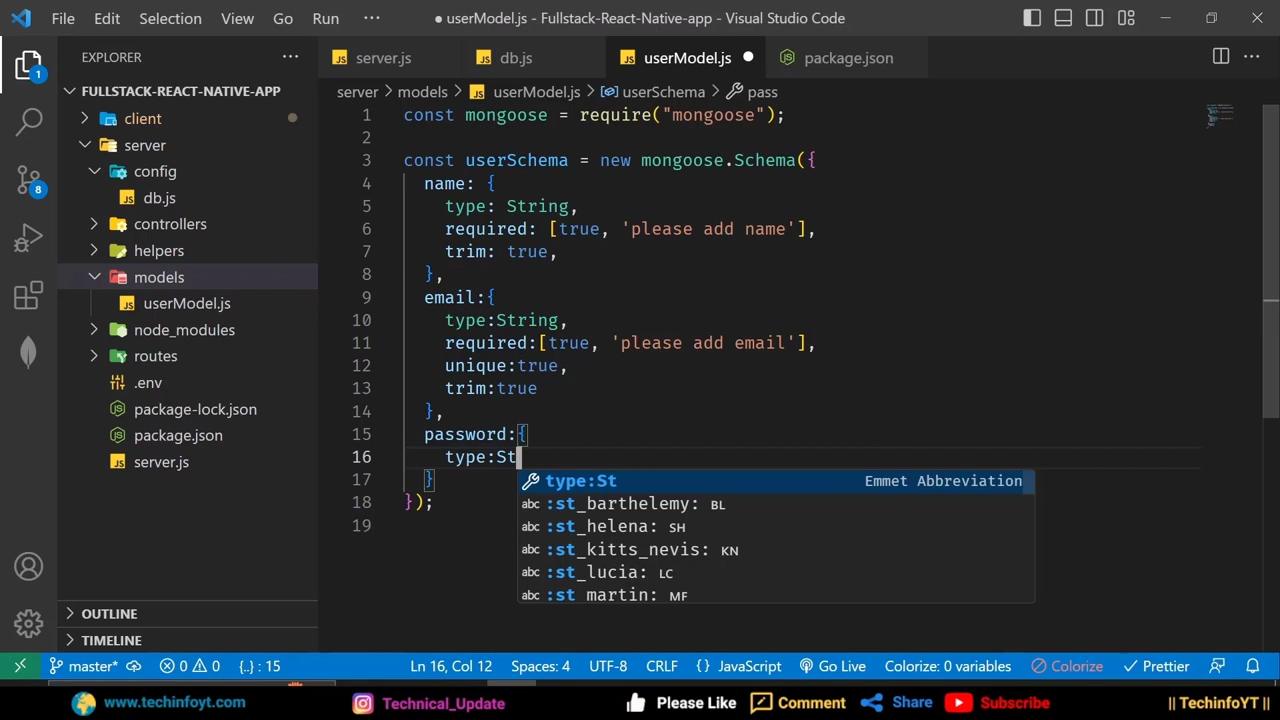 File Edit Selection View Go Run ··· ● userModel.js - Fullstack-React-Native-app - Visual Studio Code
EXPLORER ···
1
8
FULLSTACK-REACT-NATIVE-APP
client
server
config
db.js
controllers
helpers
models
userModel.js
node_modules
routes
.env
package-lock.json
package.json
server.js
OUTLINE
TIMELINE
server.js db.js userModel.js ● package.json
server > models > userModel.js > userSchema > pass
1 const mongoose = require("mongoose");
2
3 const userSchema = new mongoose.Schema({
4 name: {
5 type: String,
6 required: [true, 'please add name'],
7 trim: true,
8 },
9 email:{
10 type:String,
11 required:[true, 'please add email'],
12 unique:true,
13 trim:true
14 },
15 password:{
16 type:St
17 }
18 });
19
type:St Emmet Abbreviation
abc :st_barthelemy: BL
abc :st_helena: SH
abc :st_kitts_nevis: KN
abc :st_lucia: LC
abc :st_martin: MF
master* 0 0 {..} : 15 Ln 16, Col 12 Spaces: 4 UTF-8 CRLF {} JavaScript Go Live Colorize: 0 variables Colorize Prettier
www.techinfoyt.com Technical_Update Please Like Comment Share Subscribe || TechinfoYT ||